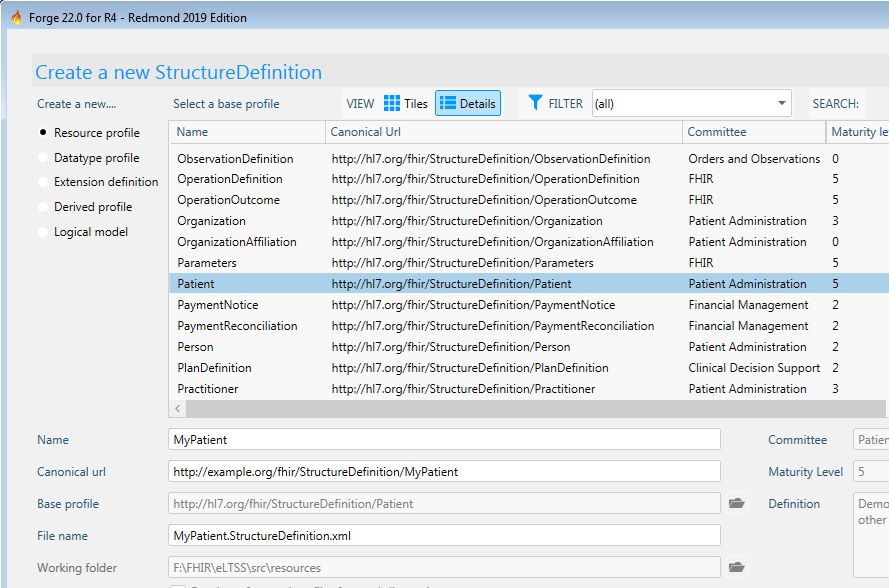 Forge 22.0 for R4 - Redmond 2019 Edition
Create a new StructureDefinition
Create a new.... Select a base profile VIEW Tiles Details FILTER (all) SEARCH:
Resource profile
Datatype profile
Extension definition
Derived profile
Logical model
Name Canonical Url Committee Maturity le
ObservationDefinition http://hl7.org/fhir/StructureDefinition/ObservationDefinition Orders and Observations 0
OperationDefinition http://hl7.org/fhir/StructureDefinition/OperationDefinition FHIR 5
OperationOutcome http://hl7.org/fhir/StructureDefinition/OperationOutcome FHIR 5
Organization http://hl7.org/fhir/StructureDefinition/Organization Patient Administration 3
OrganizationAffiliation http://hl7.org/fhir/StructureDefinition/OrganizationAffiliation Patient Administration 0
Parameters http://hl7.org/fhir/StructureDefinition/Parameters FHIR 5
Patient http://hl7.org/fhir/StructureDefinition/Patient Patient Administration 5
PaymentNotice http://hl7.org/fhir/StructureDefinition/PaymentNotice Financial Management 2
PaymentReconciliation http://hl7.org/fhir/StructureDefinition/PaymentReconciliation Financial Management 2
Person http://hl7.org/fhir/StructureDefinition/Person Patient Administration 2
PlanDefinition http://hl7.org/fhir/StructureDefinition/PlanDefinition Clinical Decision Support 2
Practitioner http://hl7.org/fhir/StructureDefinition/Practitioner Patient Administration 3
Name MyPatient Committee Patien
Canonical url http://example.org/fhir/StructureDefinition/MyPatient Maturity Level 5
Base profile http://hl7.org/fhir/StructureDefinition/Patient Definition Demo
other
File name MyPatient.StructureDefinition.xml
Working folder F:\FHIR\eLTSS\src\resources